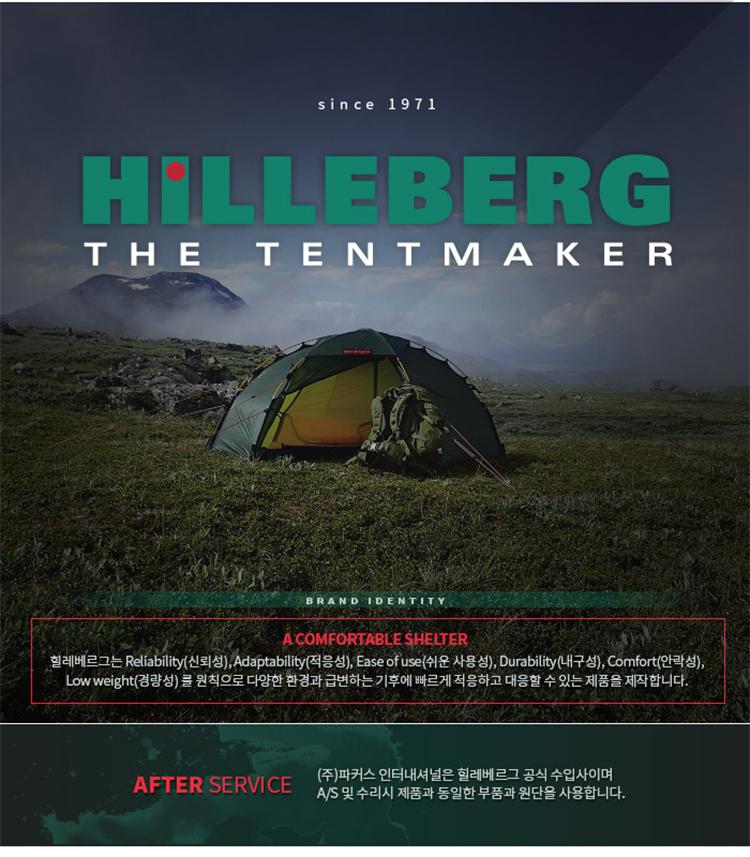 since 1971
HiLLEBERG
THE TENTMAKER
BRAND IDENTITY
A COMFORTABLE SHELTER
힐레베르그는 Reliability(신뢰성), Adaptability(적응성), Ease of use(쉬운 사용성), Durability(내구성), Comfort(안락성),
Low weight(경량성) 를 원칙으로 다양한 환경과 급변하는 기후에 빠르게 적응하고 대응할 수 있는 제품을 제작합니다.
AFTER SERVICE
(주)파커스 인터내셔널은 힐레베르그 공식 수입사이며
A/S 및 수리시 제품과 동일한 부품과 원단을 사용합니다.